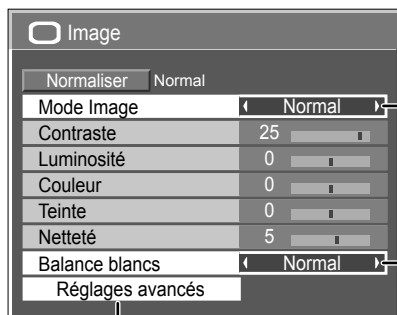 Image
Normaliser Normal
Mode Image Normal
Contraste 25
Luminosité 0
Couleur 0
Teinte 0
Netteté 5
Balance blancs Normal
Réglages avancés